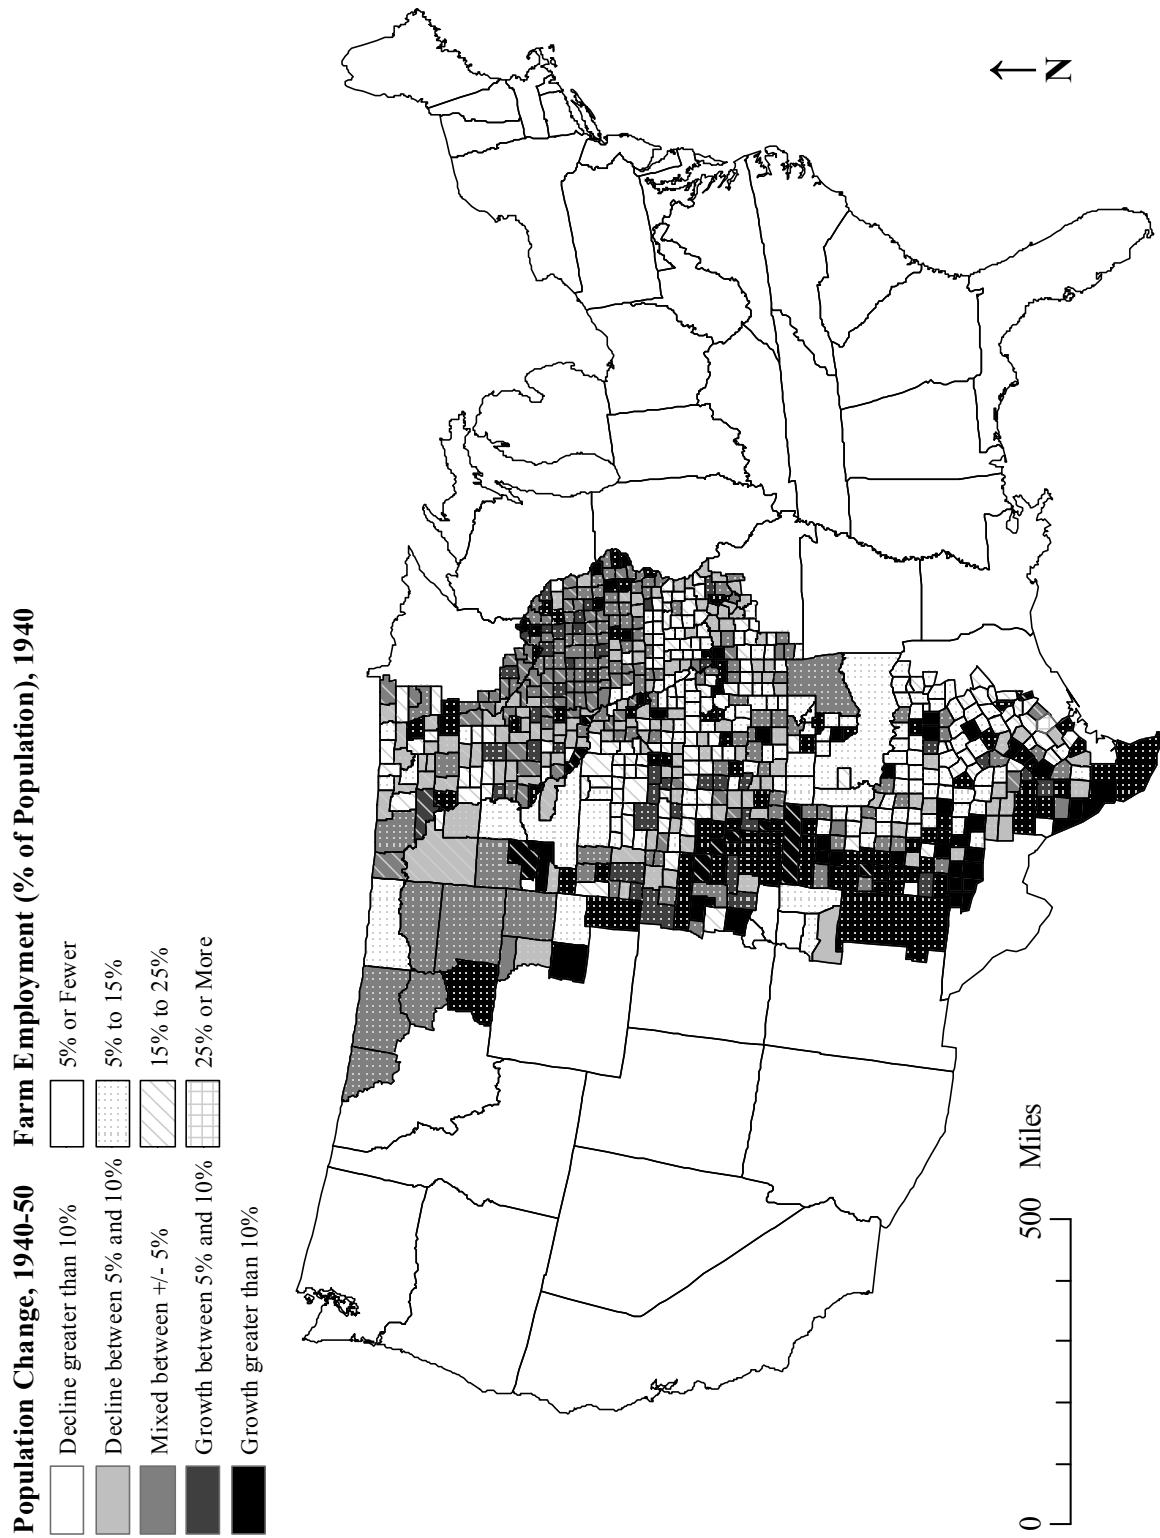 Population Change, 1940-50
Decline greater than 10%
Decline between 5% and 10%
Mixed between +/- 5%
Growth between 5% and 10%
Growth greater than 10%
Farm Employment (% of Population), 1940
5% or Fewer
5% to 15%
15% to 25%
25% or More
0 500 Miles
N